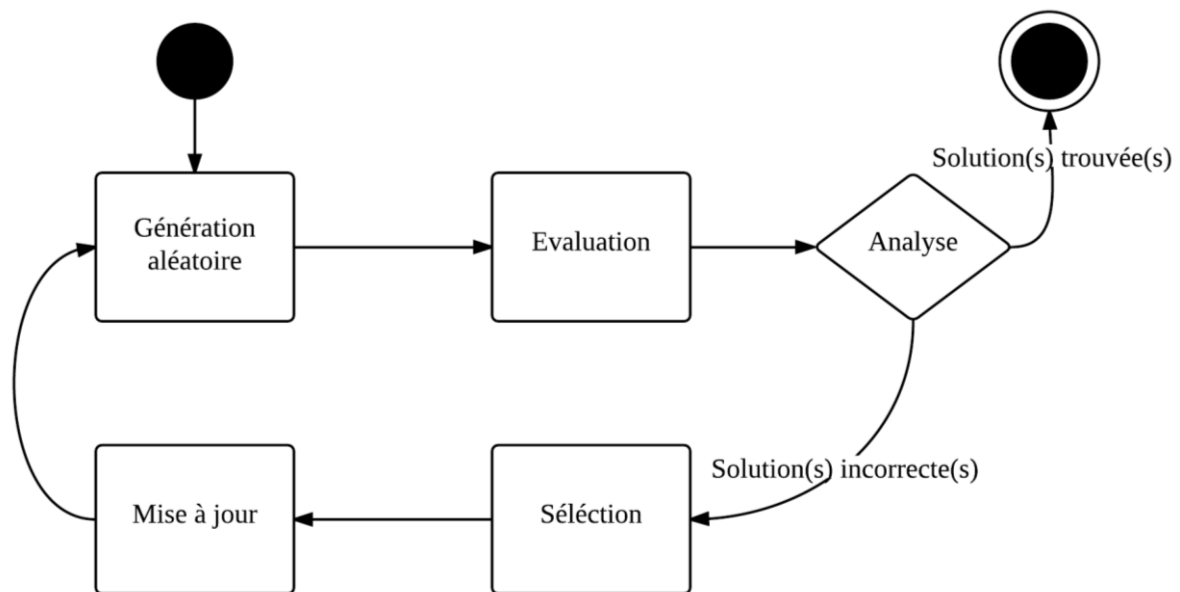 Solution(s) trouvée(s)
Génération
aléatoire
Evaluation
Analyse
Solution(s) incorrecte(s)
Mise à jour
Séléction